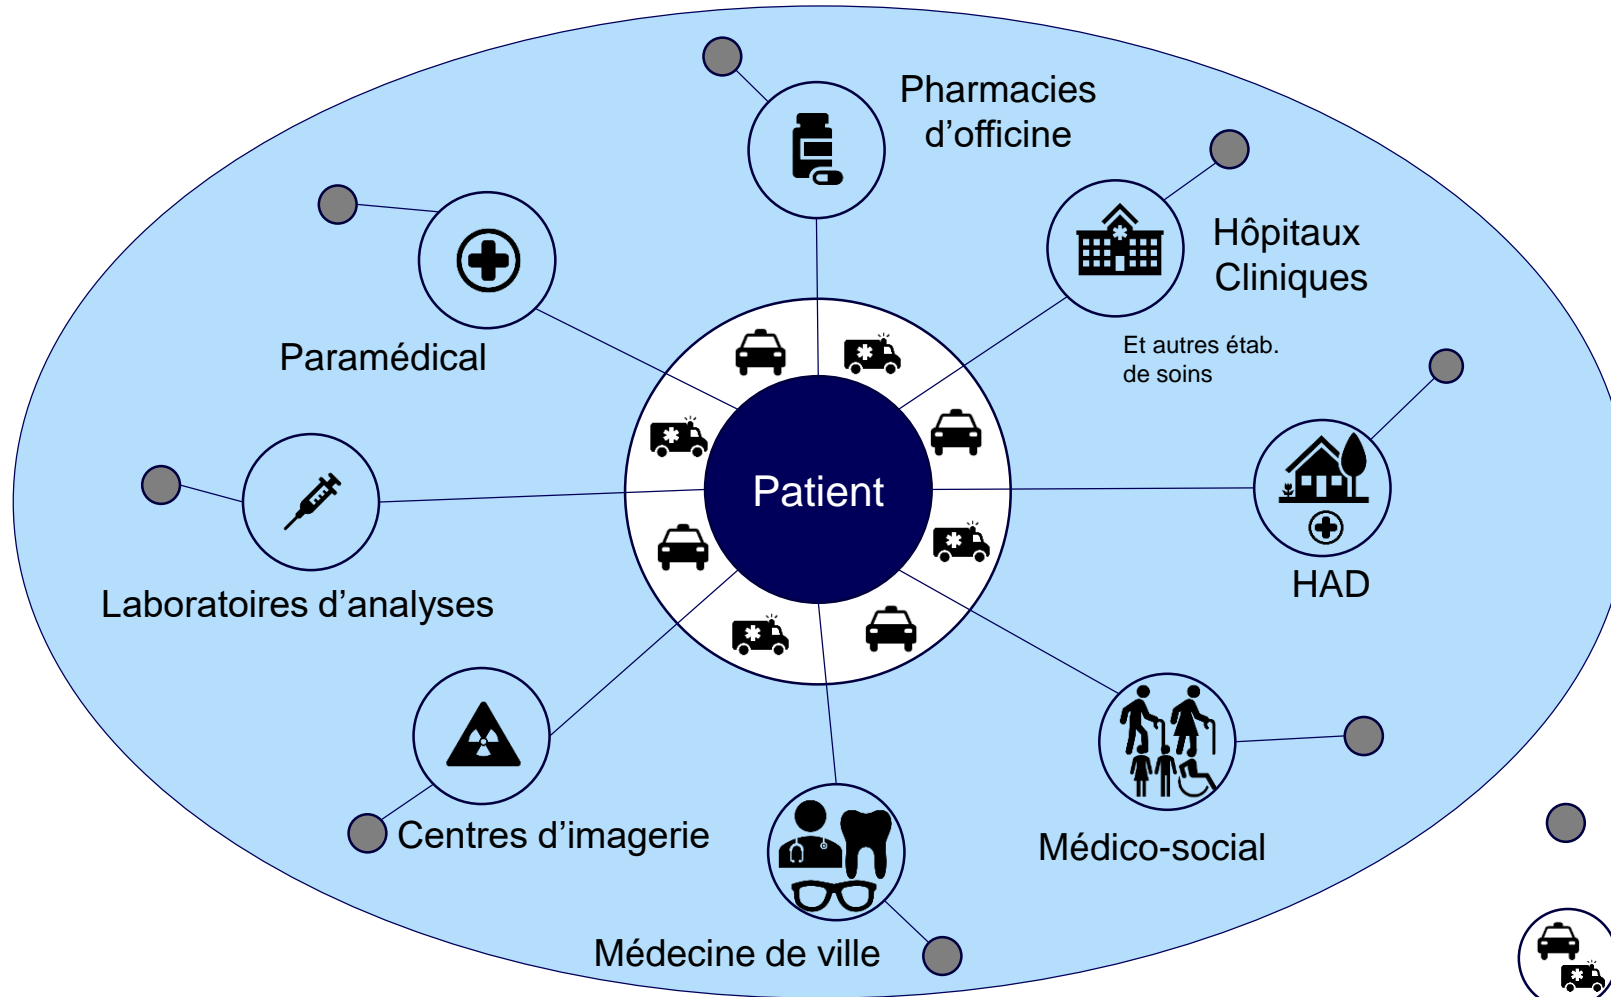 Pharmacies
d’officine
Hôpitaux
Cliniques
Et autres étab.
de soins
Paramédical
Patient
HAD
Laboratoires d’analyses
Centres d’imagerie
Médico-social
Médecine de ville